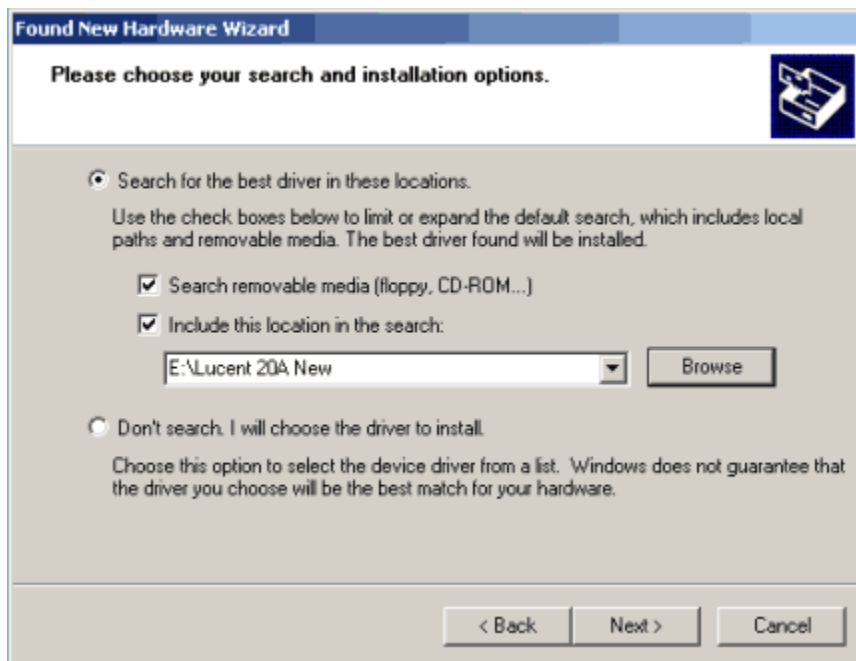 Found New Hardware Wizard
Please choose your search and installation options.
Search for the best driver in these locations.
Use the check boxes below to limit or expand the default search, which includes local
paths and removable media. The best driver found will be installed.
Search removable media (floppy, CD-ROM...)
Include this location in the search:
E:\Lucent 20A New
Browse
Don't search. I will choose the driver to install.
Choose this option to select the device driver from a list. Windows does not guarantee that
the driver you choose will be the best match for your hardware.
< Back Next > Cancel